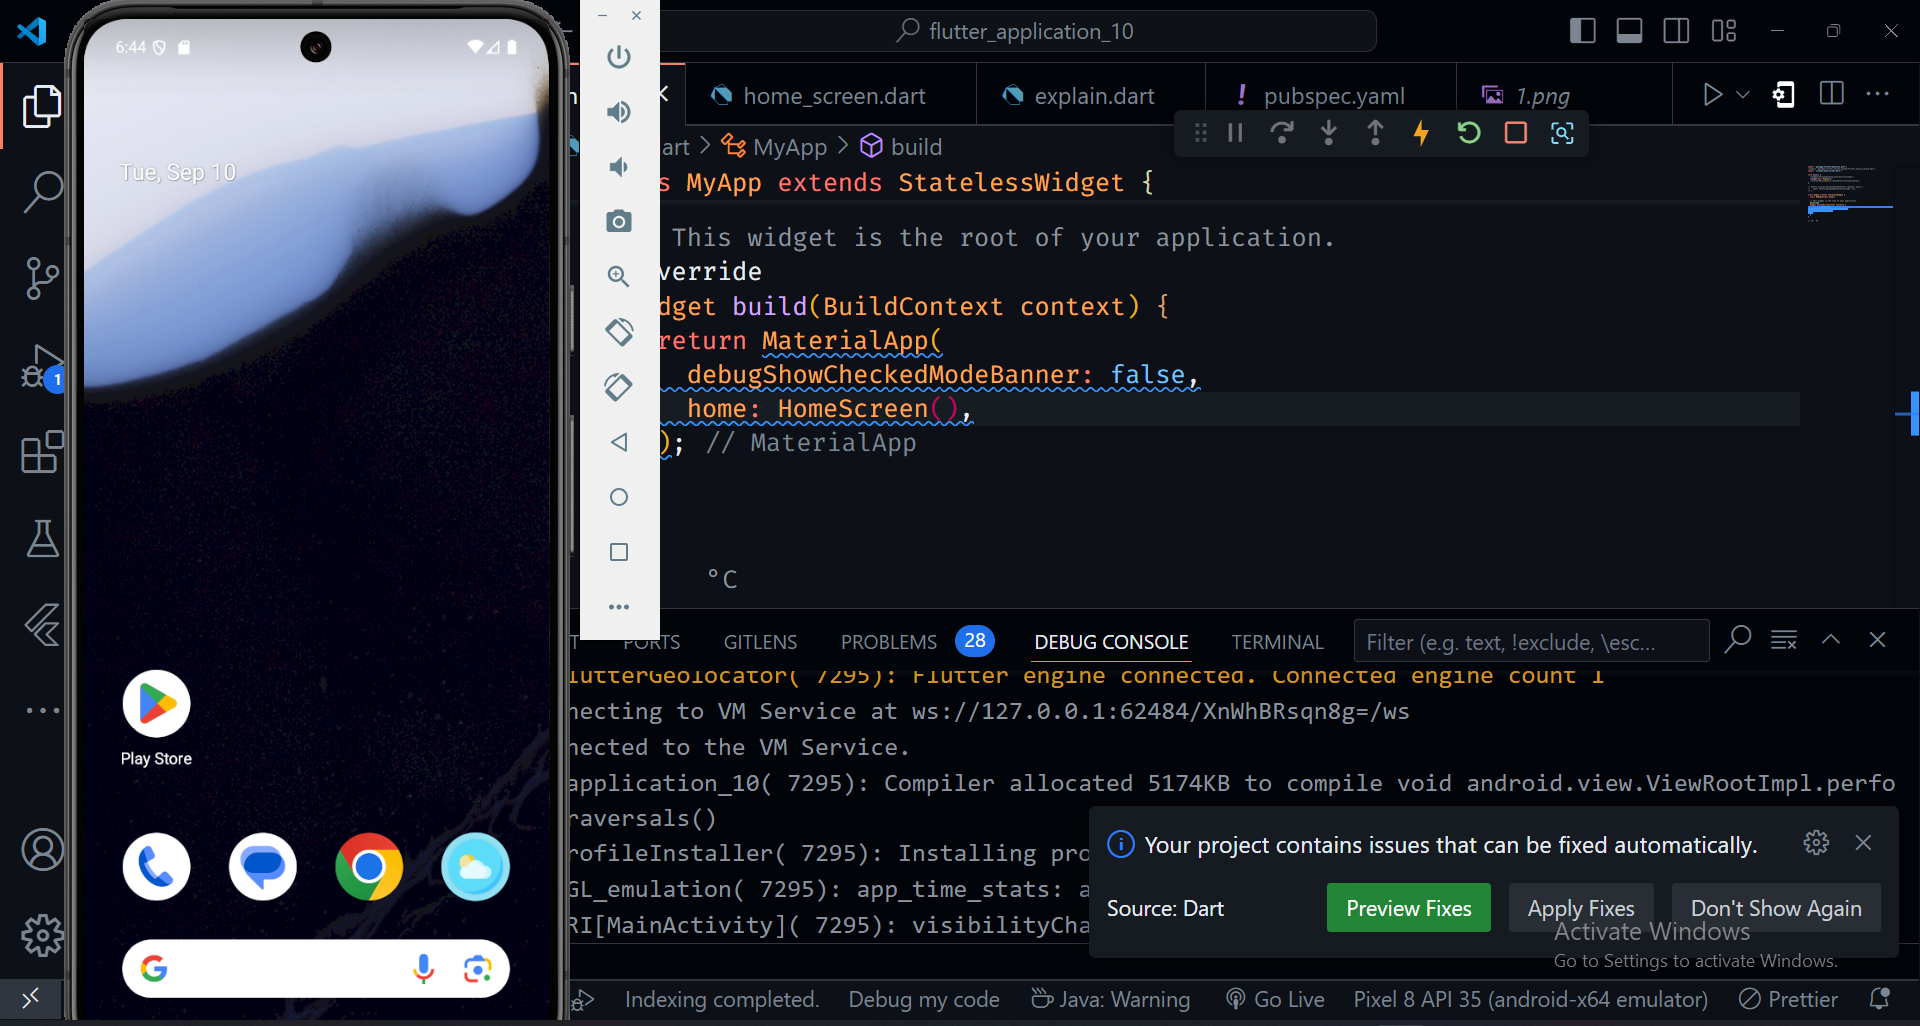 6:44
Tue, Sep 10
Play Store
flutter_application_10
home_screen.dart
explain.dart
! pubspec.yaml
1.png
art > MyApp > build
s MyApp extends StatelessWidget {
This widget is the root of your application.
verride
dget build(BuildContext context) {
return MaterialApp(
debugShowCheckedModeBanner: false,
home: HomeScreen(),
); // MaterialApp
°C
T PORTS GITLENS PROBLEMS 28 DEBUG CONSOLE TERMINAL Filter (e.g. text, !exclude, \esc...
lutterGeolocator( 7295): Flutter engine connected. Connected engine count 1
necting to VM Service at ws://127.0.0.1:62484/XnWhBRsqn8g=/ws
nected to the VM Service.
application_10( 7295): Compiler allocated 5174KB to compile void android.view.ViewRootImpl.perfo
raversals()
rofileInstaller( 7295): Installing pro
GL_emulation( 7295): app_time_stats: a
RI[MainActivity]( 7295): visibilityCha
Your project contains issues that can be fixed automatically.
Source: Dart
Preview Fixes
Apply Fixes
Don't Show Again
Activate Windows
Go to Settings to activate Windows.
1
Indexing completed. Debug my code Java: Warning Go Live Pixel 8 API 35 (android-x64 emulator) Prettier